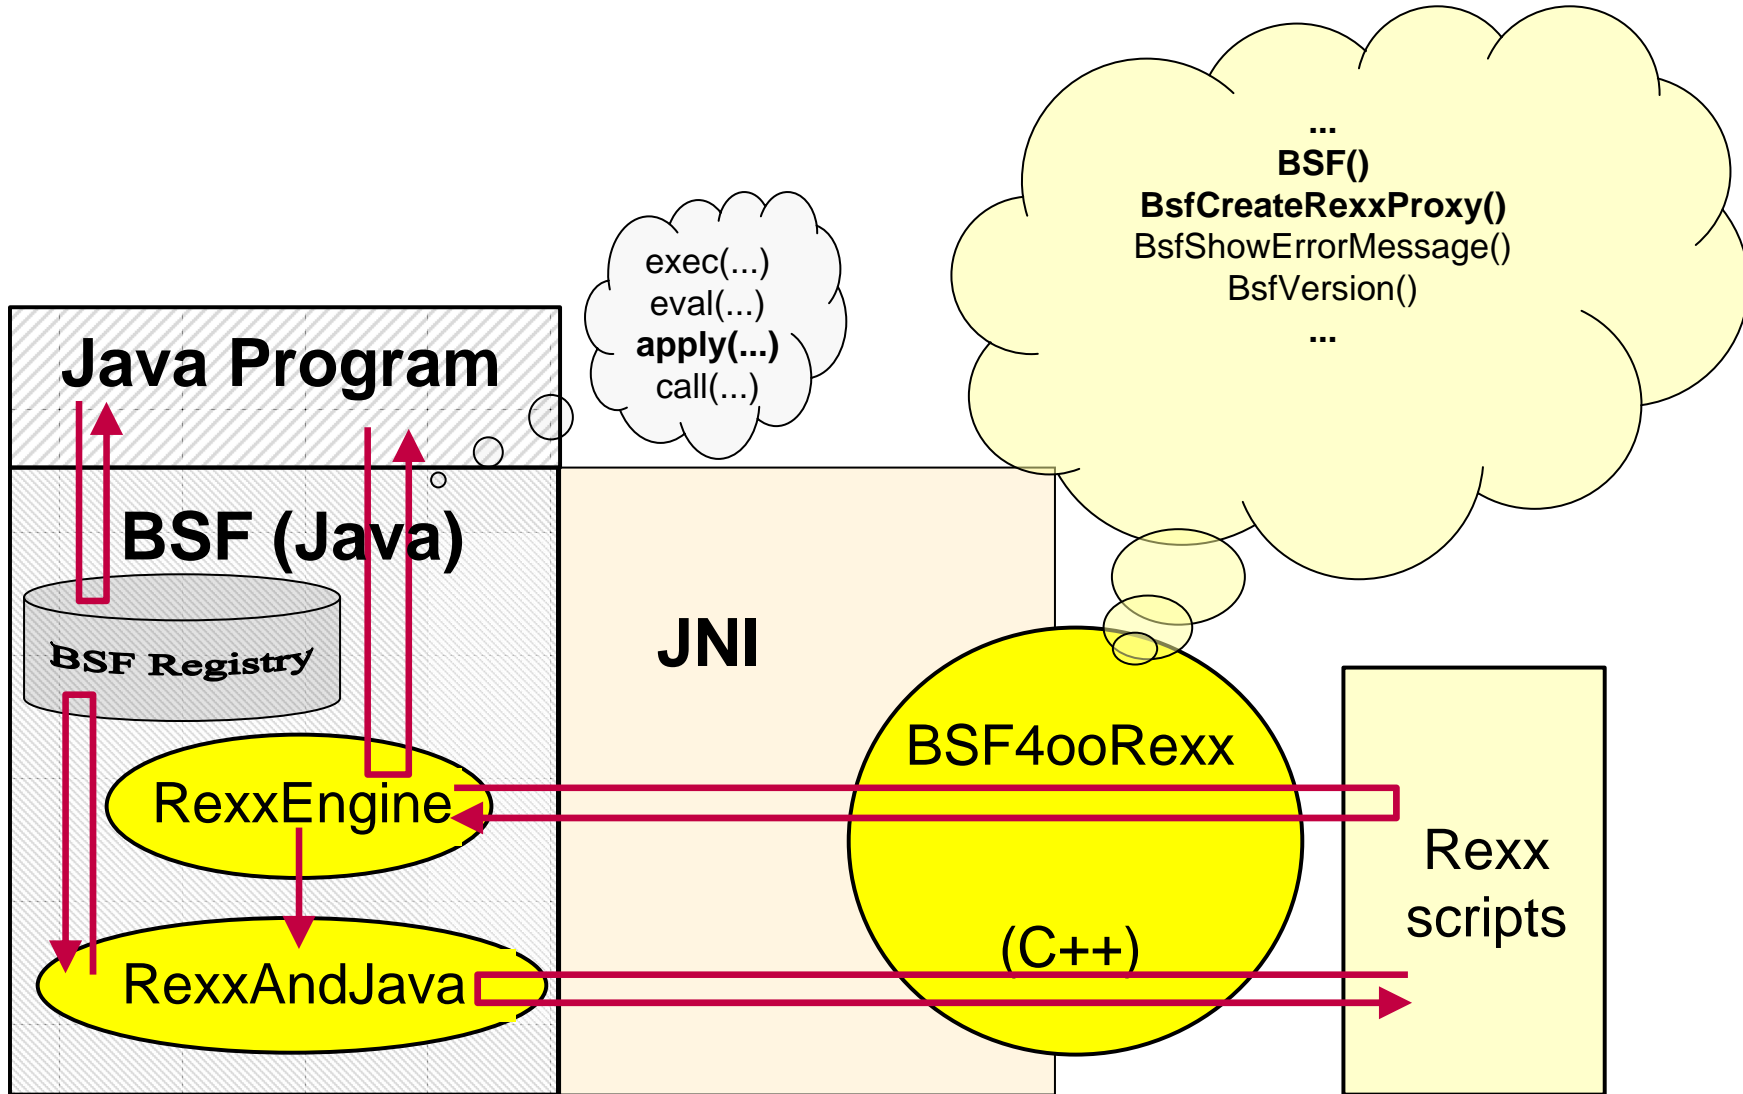 ...
BSF()
BsfCreateRexxProxy()
BsfShowErrorMessage()
BsfVersion()
...
exec(...)
eval(...)
apply(...)
call(...)
Java Program
BSF (Java)
BSF Registry
JNI
BSF4ooRexx
(C++)
RexxEngine
RexxAndJava
Rexx
scripts